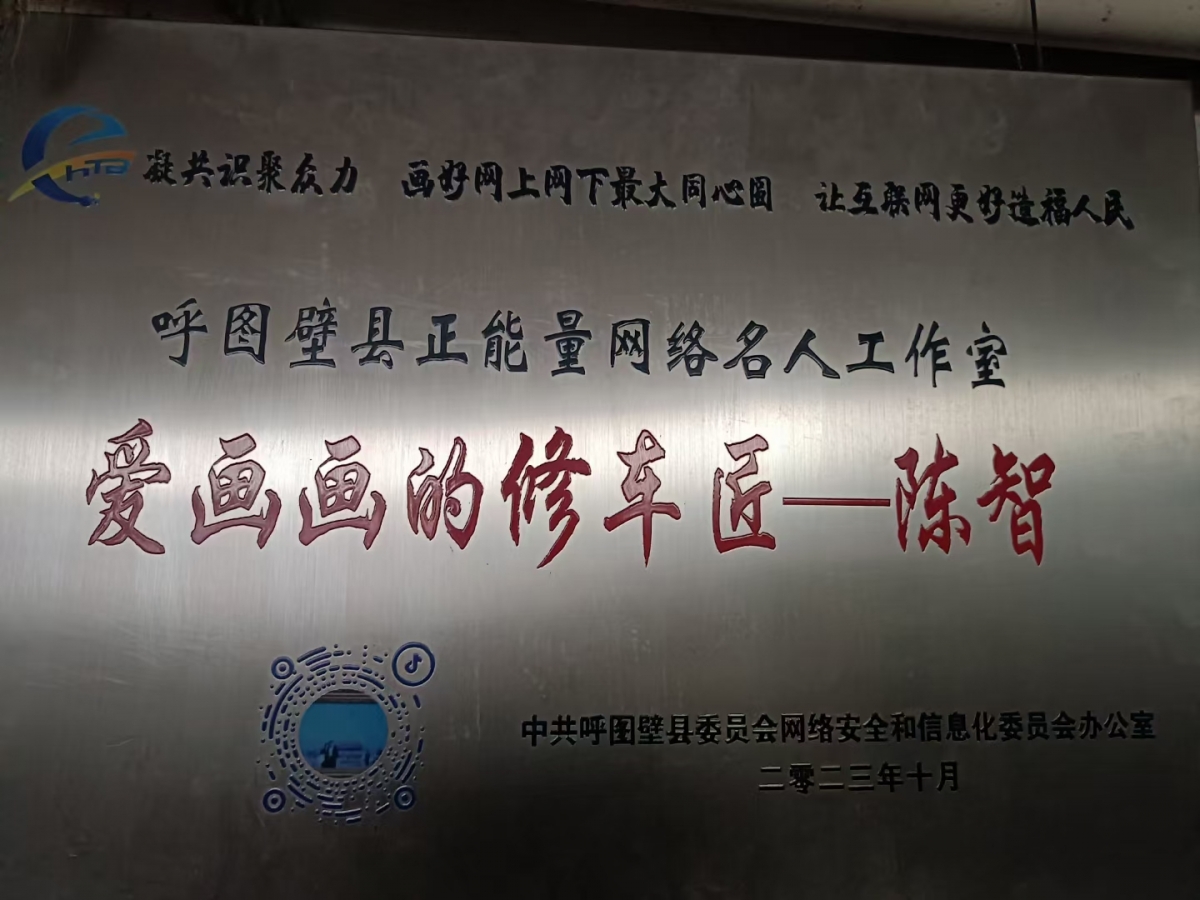 hTB
凝共识聚众力 画好网上网下最大同心圆 让互联网更好造福人民
呼图壁县正能量网络名人工作室
爱画画的修车匠——陈智
中共呼图壁县委员会网络安全和信息化委员会办公室
二零二三年十月